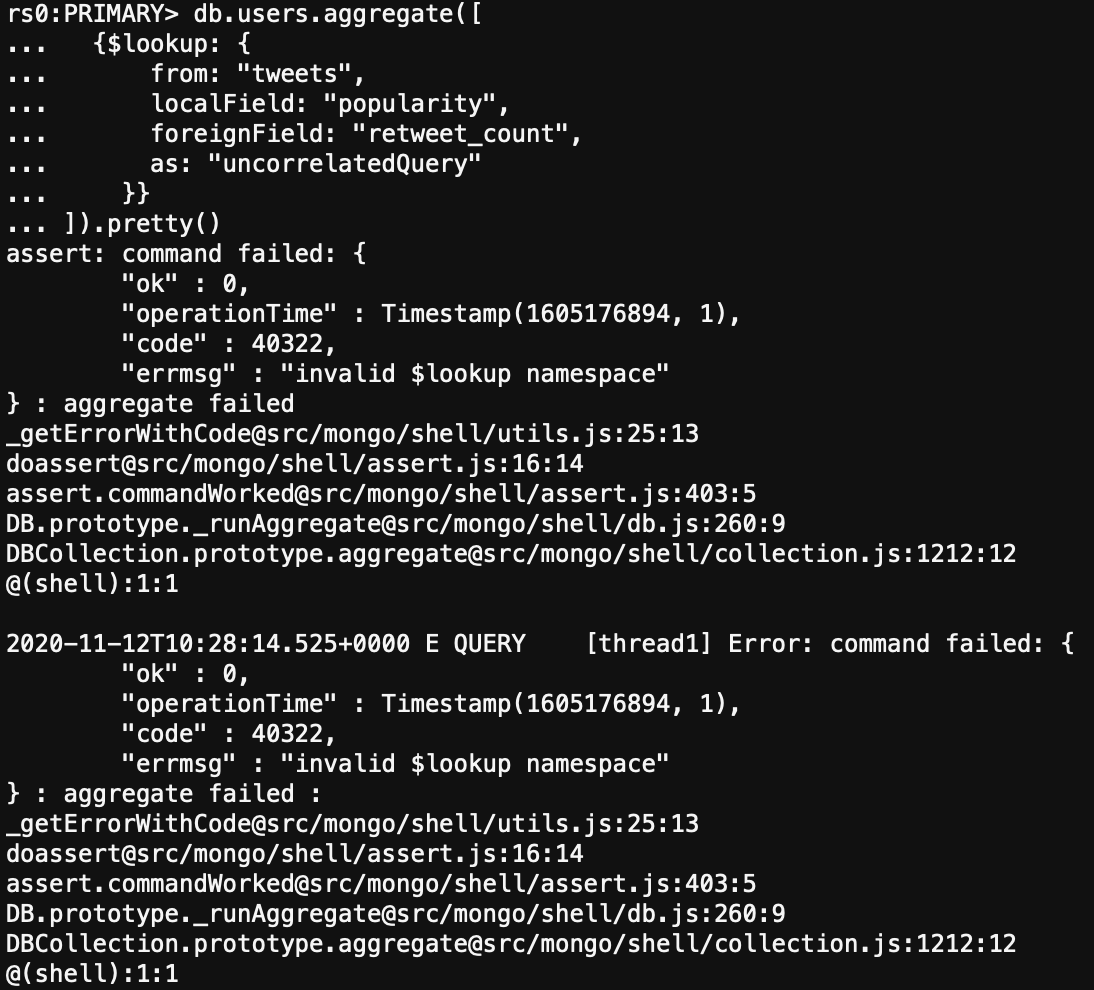 rs0:PRIMARY> db.users.aggregate([
...   {$lookup: {
...       from: "tweets",
...       localField: "popularity",
...       foreignField: "retweet_count",
...       as: "uncorrelatedQuery"
...     }}
... ]).pretty()
assert: command failed: {
        "ok" : 0,
        "operationTime" : Timestamp(1605176894, 1),
        "code" : 40322,
        "errmsg" : "invalid $lookup namespace"
} : aggregate failed
_getErrorWithCode@src/mongo/shell/utils.js:25:13
doassert@src/mongo/shell/assert.js:16:14
assert.commandWorked@src/mongo/shell/assert.js:403:5
DB.prototype._runAggregate@src/mongo/shell/db.js:260:9
DBCollection.prototype.aggregate@src/mongo/shell/collection.js:1212:12
@(shell):1:1

2020-11-12T10:28:14.525+0000 E QUERY    [thread1] Error: command failed: {
        "ok" : 0,
        "operationTime" : Timestamp(1605176894, 1),
        "code" : 40322,
        "errmsg" : "invalid $lookup namespace"
} : aggregate failed :
_getErrorWithCode@src/mongo/shell/utils.js:25:13
doassert@src/mongo/shell/assert.js:16:14
assert.commandWorked@src/mongo/shell/assert.js:403:5
DB.prototype._runAggregate@src/mongo/shell/db.js:260:9
DBCollection.prototype.aggregate@src/mongo/shell/collection.js:1212:12
@(shell):1:1